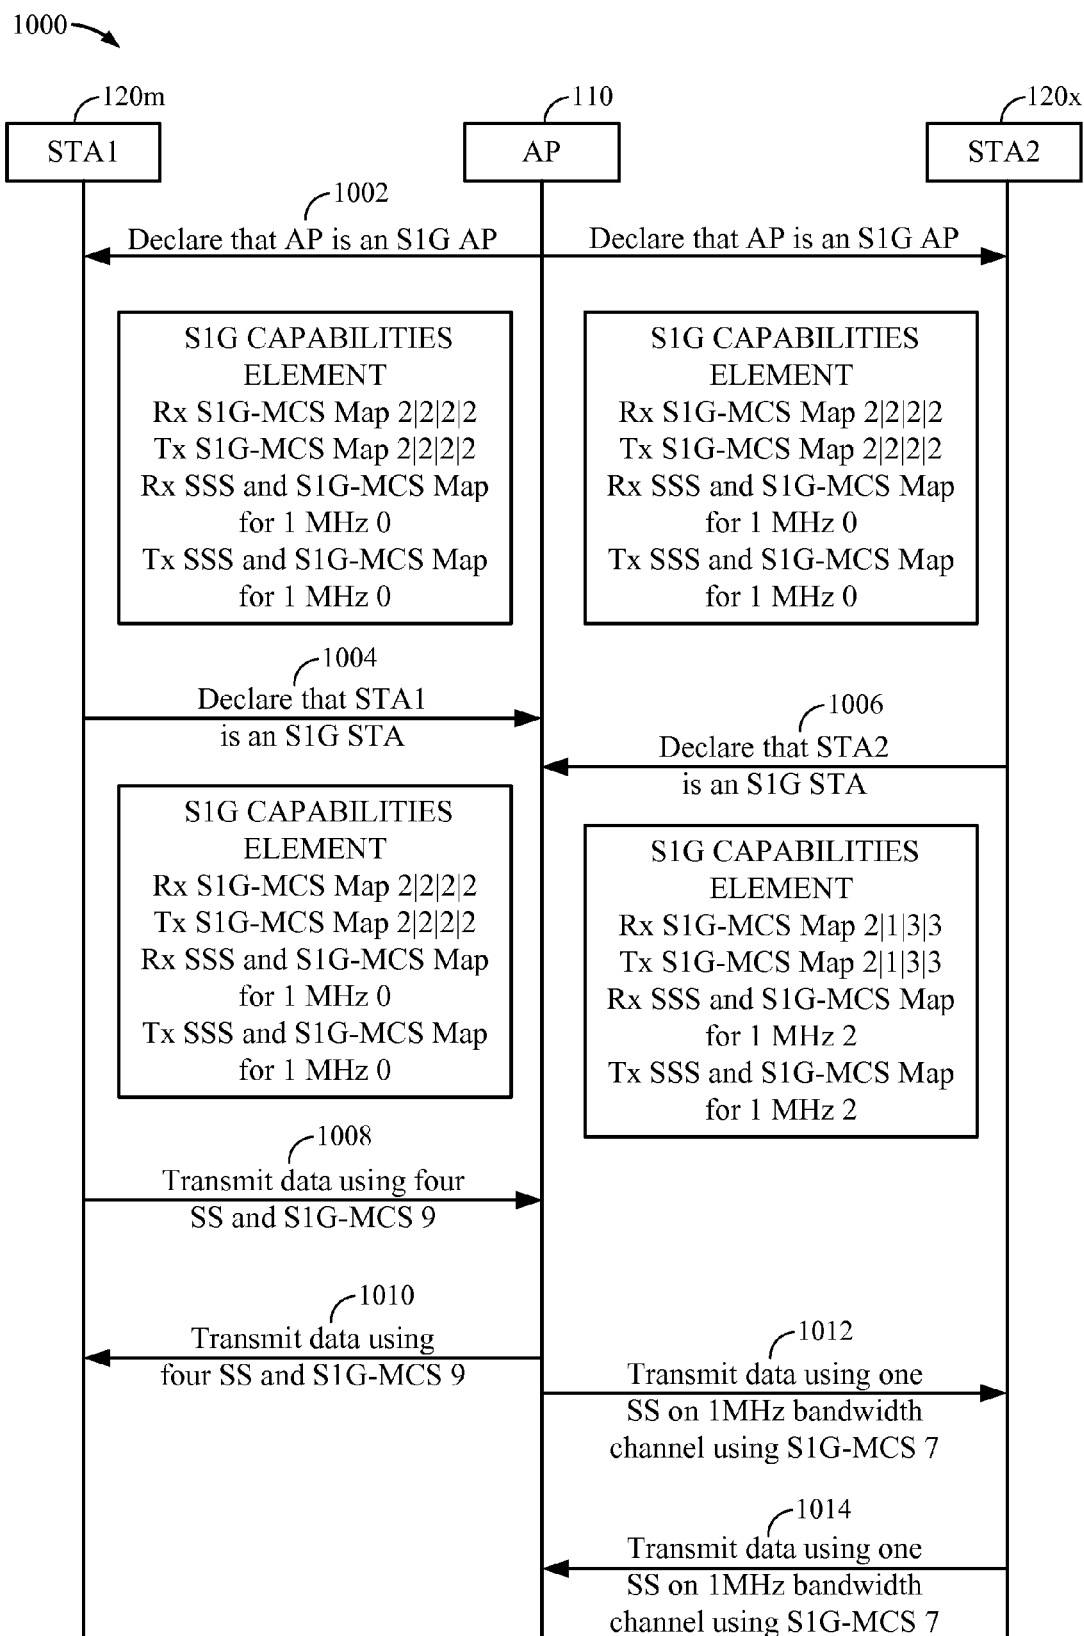 1000
120m
110
120x
STA1
AP
STA2
1002
Declare that AP is an S1G AP
Declare that AP is an S1G AP
S1G CAPABILITIES
ELEMENT
Rx S1G-MCS Map 2|2|2|2
Tx S1G-MCS Map 2|2|2|2
Rx SSS and S1G-MCS Map
for 1 MHz 0
Tx SSS and S1G-MCS Map
for 1 MHz 0
S1G CAPABILITIES
ELEMENT
Rx S1G-MCS Map 2|2|2|2
Tx S1G-MCS Map 2|2|2|2
Rx SSS and S1G-MCS Map
for 1 MHz 0
Tx SSS and S1G-MCS Map
for 1 MHz 0
1004
Declare that STA1
is an S1G STA
1006
Declare that STA2
is an S1G STA
S1G CAPABILITIES
ELEMENT
Rx S1G-MCS Map 2|2|2|2
Tx S1G-MCS Map 2|2|2|2
Rx SSS and S1G-MCS Map
for 1 MHz 0
Tx SSS and S1G-MCS Map
for 1 MHz 0
S1G CAPABILITIES
ELEMENT
Rx S1G-MCS Map 2|1|3|3
Tx S1G-MCS Map 2|1|3|3
Rx SSS and S1G-MCS Map
for 1 MHz 2
Tx SSS and S1G-MCS Map
for 1 MHz 2
1008
Transmit data using four
SS and S1G-MCS 9
1010
Transmit data using
four SS and S1G-MCS 9
1012
Transmit data using one
SS on 1MHz bandwidth
channel using S1G-MCS 7
1014
Transmit data using one
SS on 1MHz bandwidth
channel using S1G-MCS 7